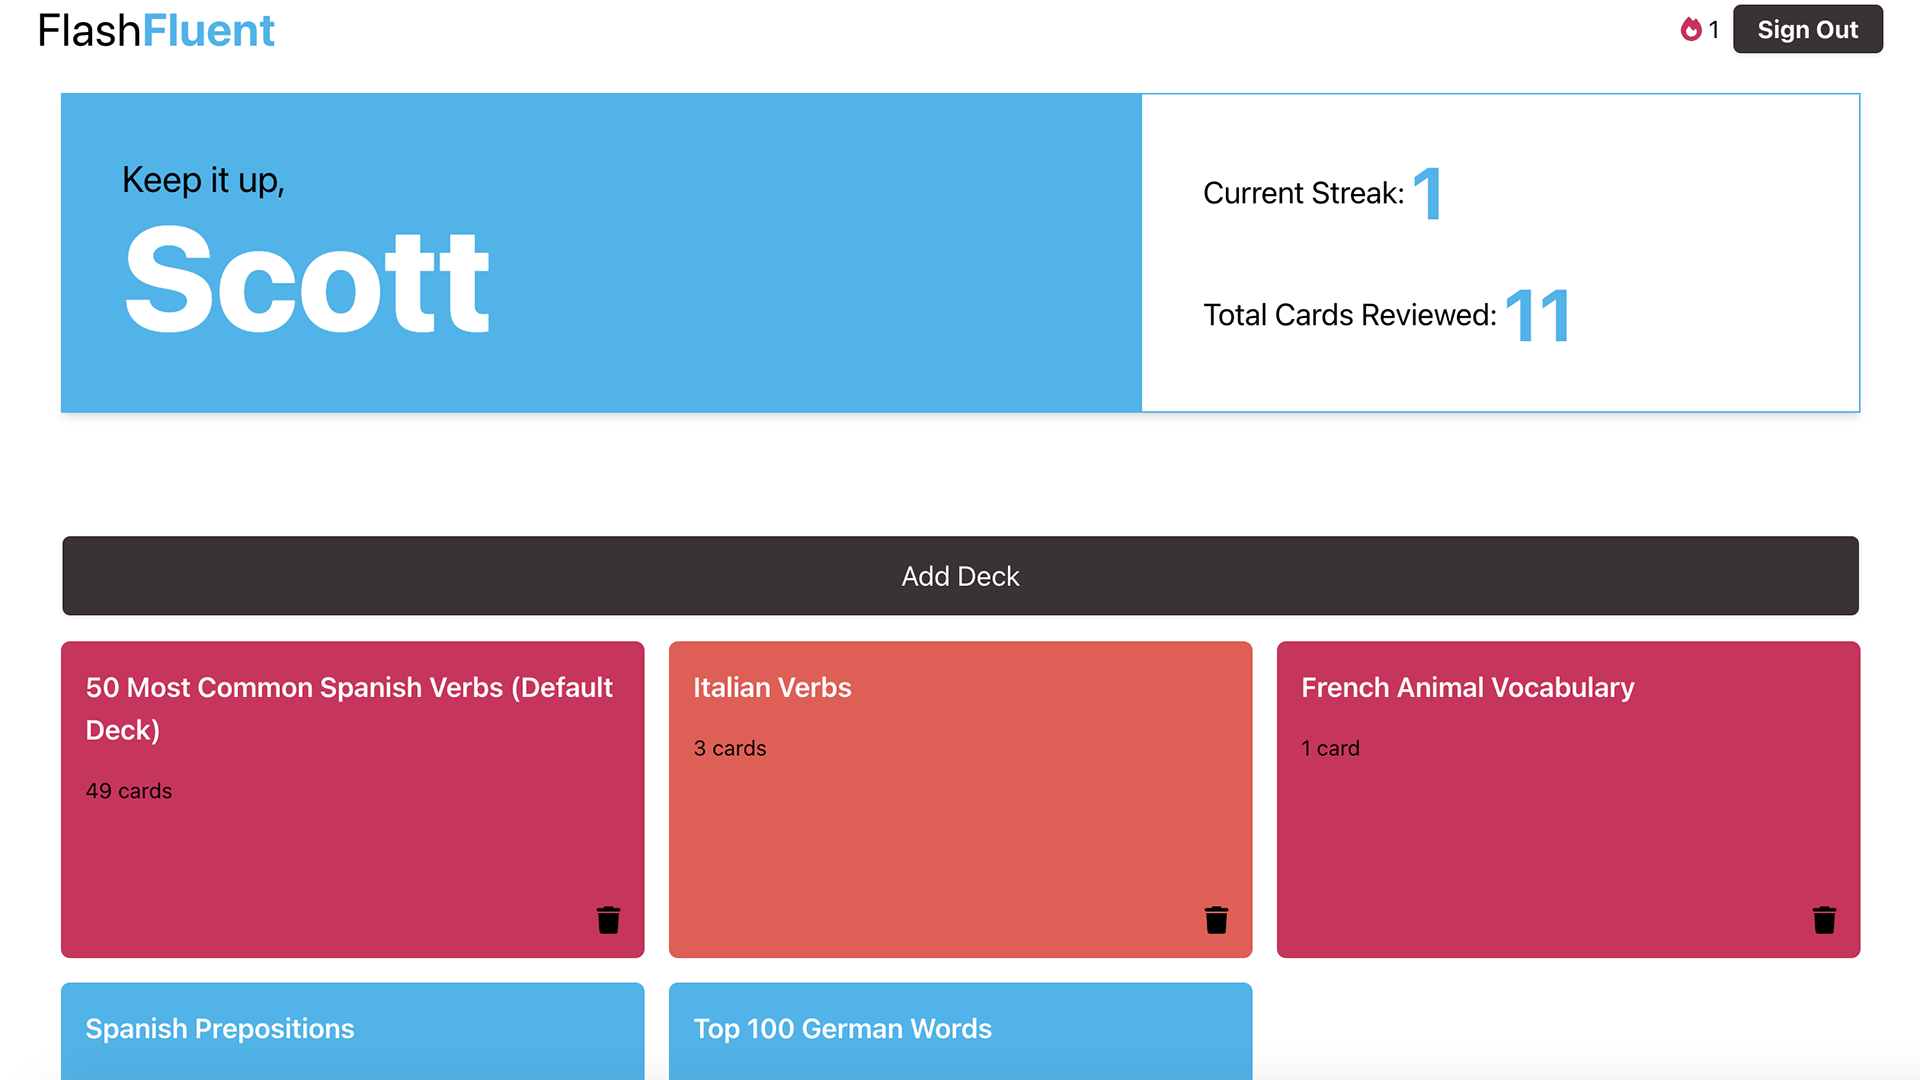 FlashFluent
1
Sign Out
Keep it up,
Scott
Current Streak: 1
Total Cards Reviewed: 11
Add Deck
50 Most Common Spanish Verbs (Default
Deck)
49 cards
Italian Verbs
3 cards
French Animal Vocabulary
1 card
Spanish Prepositions
Top 100 German Words